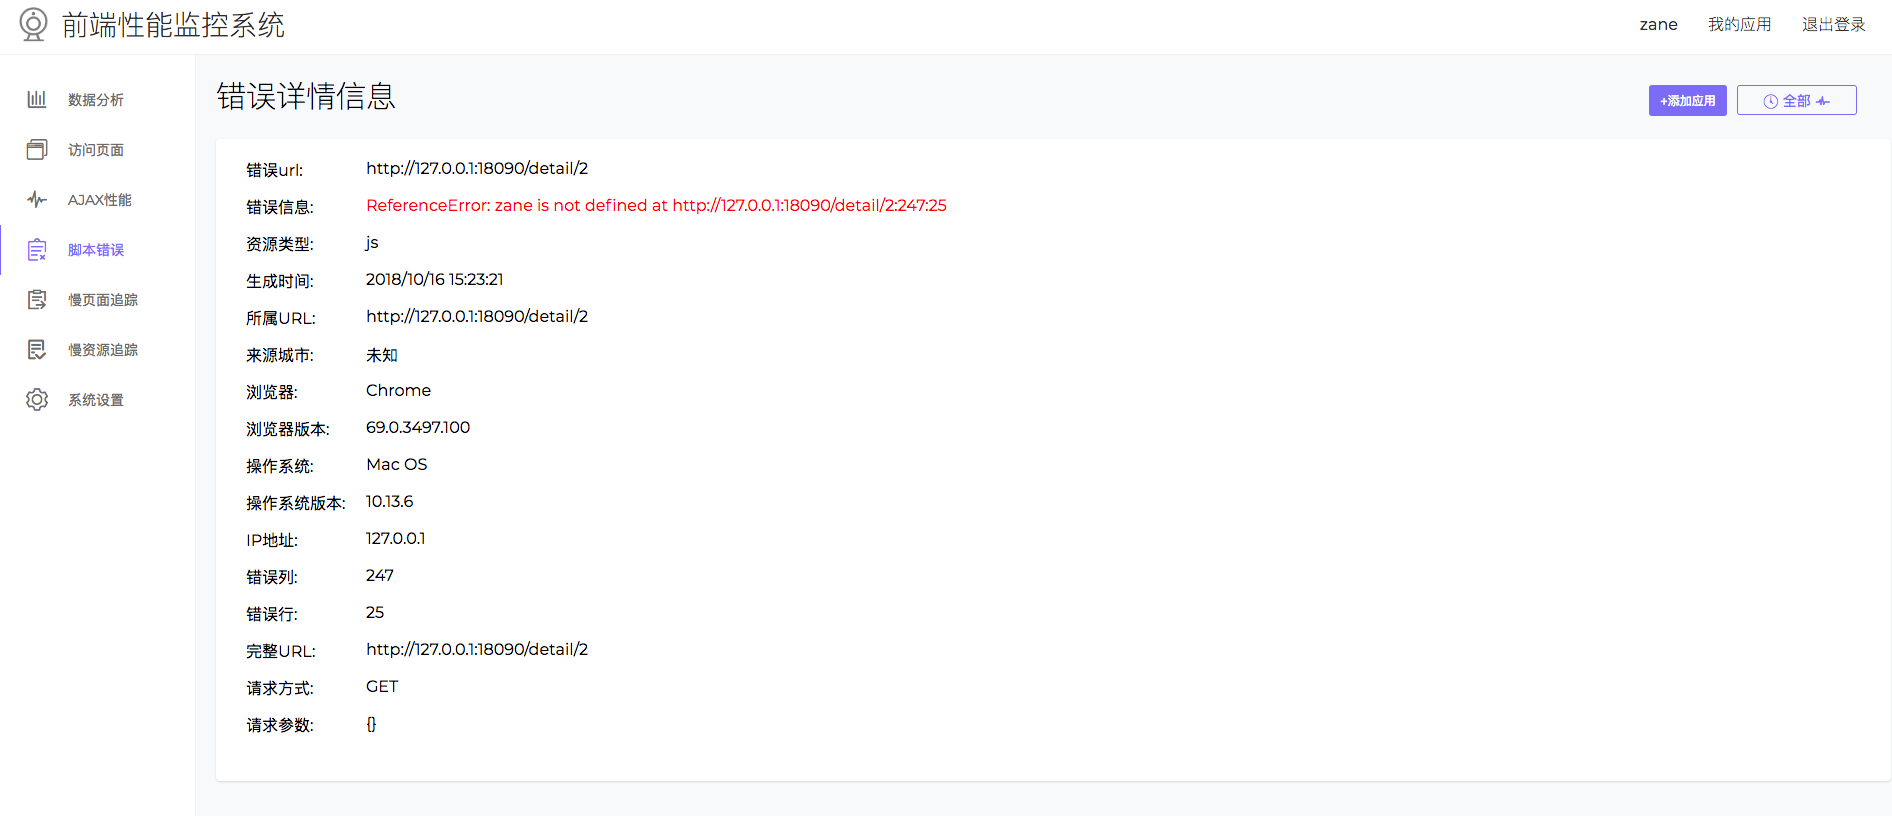 前端性能监控系统
zane 我的应用 退出登录
数据分析
访问页面
AJAX性能
脚本错误
慢页面追踪
慢资源追踪
系统设置
错误详情信息
+添加应用 全部
错误url: http://127.0.0.1:18090/detail/2
错误信息: ReferenceError: zane is not defined at http://127.0.0.1:18090/detail/2:247:25
资源类型: js
生成时间: 2018/10/16 15:23:21
所属URL: http://127.0.0.1:18090/detail/2
来源城市: 未知
浏览器: Chrome
浏览器版本: 69.0.3497.100
操作系统: Mac OS
操作系统版本: 10.13.6
IP地址: 127.0.0.1
错误列: 247
错误行: 25
完整URL: http://127.0.0.1:18090/detail/2
请求方式: GET
请求参数: {}